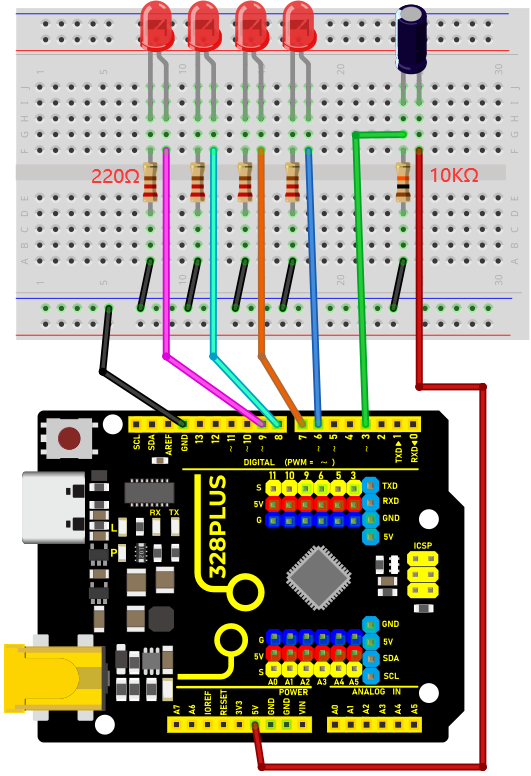 1 5 10 20 30
J J
I I
H H
G G
F F
220Ω 10KΩ
E E
D D
C C
B B
A A
1 5 10 20 30
SCL SDA AREF GND 13 12 ~11 ~10 ~9 8 7 ~6 ~5 4 ~3 2 TXD▶1 RXD◀0
DIGITAL (PWM = ~ )
11 10 9 6 5 3
S TXD
5V RXD
G GND
5V
RX TX
L
P
328PLUS
ICSP
G GND
5V 5V
S SDA
A0 A1 A2 A3 A4 A5 SCL
POWER ANALOG IN
A7 A6 IOREF RESET 3V3 5V GND GND VIN A0 A1 A2 A3 A4 A5